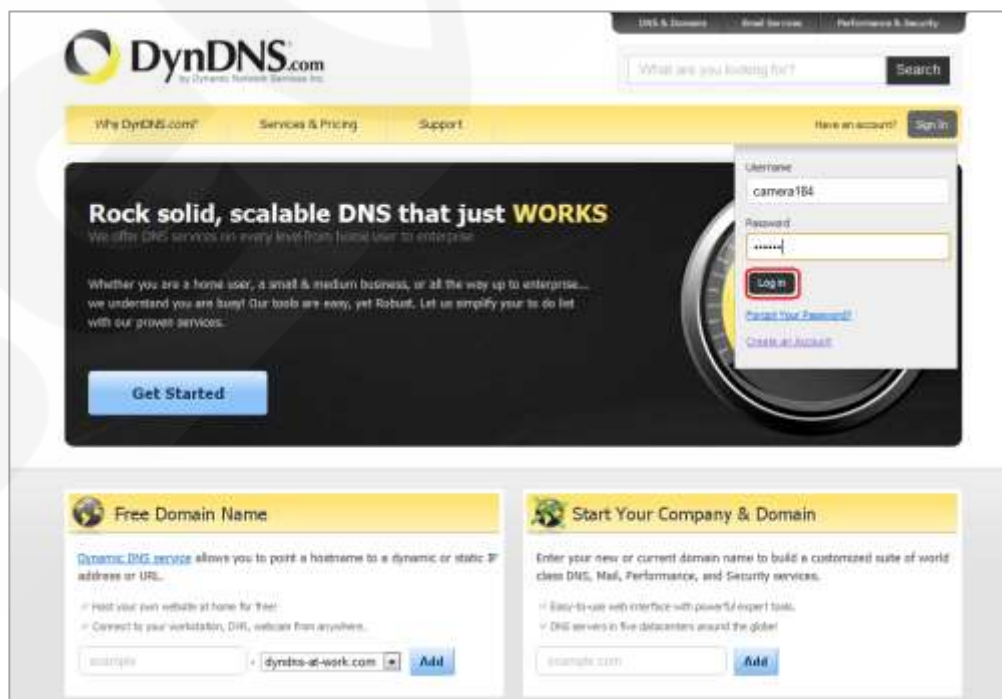 DNS & Domains Email Services Performance & Security
DynDNS.com
by Dynamic Network Services Inc.
What are you looking for?
Search
Why DynDNS.com?
Services & Pricing
Support
Have an account?
Sign In
Username
camera184
Password
•••••••
Log in
Forgot Your Password?
Create an Account
Rock solid, scalable DNS that just WORKS
We offer DNS services on every level from home user to enterprise
Whether you are a home user, a small & medium business, or all the way up to enterprise...
we understand you are busy! Our tools are easy, yet Robust. Let us simplify your to do list
with our proven services.
Get Started
Free Domain Name
Dynamic DNS service allows you to point a hostname to a dynamic or static IP
address or URL.
Host your own website at home for free!
Connect to your workstation, DVR, webcam from anywhere.
example
. dyndns-at-work.com
Add
Start Your Company & Domain
Enter your new or current domain name to build a customized suite of world
class DNS, Mail, Performance, and Security services.
Easy-to-use web interface with powerful expert tools.
DNS servers in five datacenters around the globe!
example.com
Add